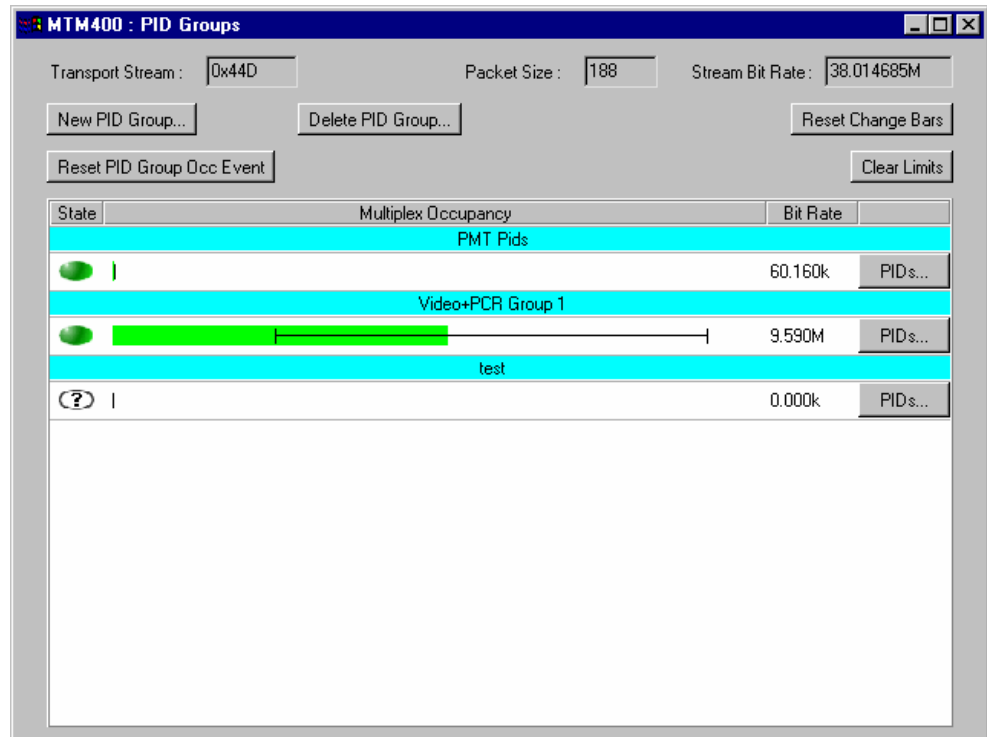 MTM400 : PID Groups
Transport Stream : 0x44D Packet Size : 188 Stream Bit Rate : 38.014685M
New PID Group... Delete PID Group... Reset Change Bars
Reset PID Group Occ Event Clear Limits
State Multiplex Occupancy Bit Rate
PMT Pids
60.160k PIDs...
Video+PCR Group 1
9.590M PIDs...
test
(?) 0.000k PIDs...